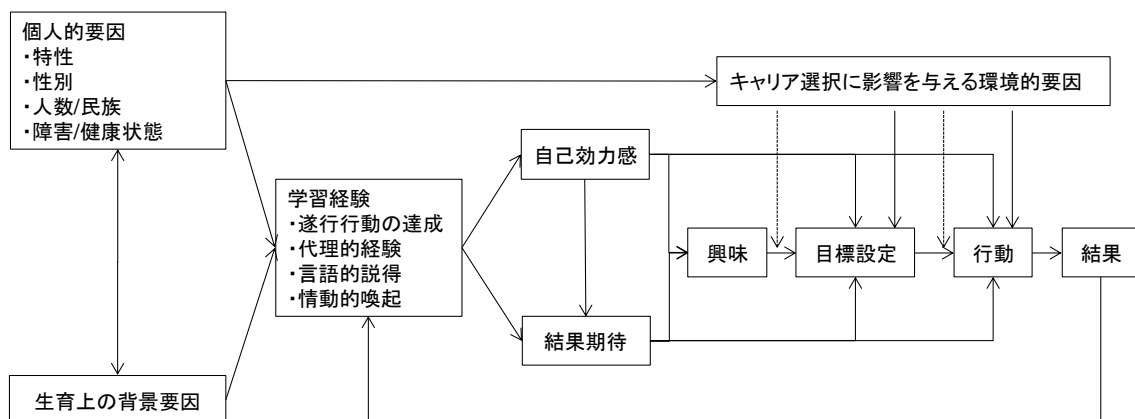 個人的要因
・特性
・性別
・人数/民族
・障害/健康状態
キャリア選択に影響を与える環境的要因
自己効力感
学習経験
・遂行行動の達成
・代理的経験
・言語的説得
・情動的喚起
興味
目標設定
行動
結果
結果期待
生育上の背景要因